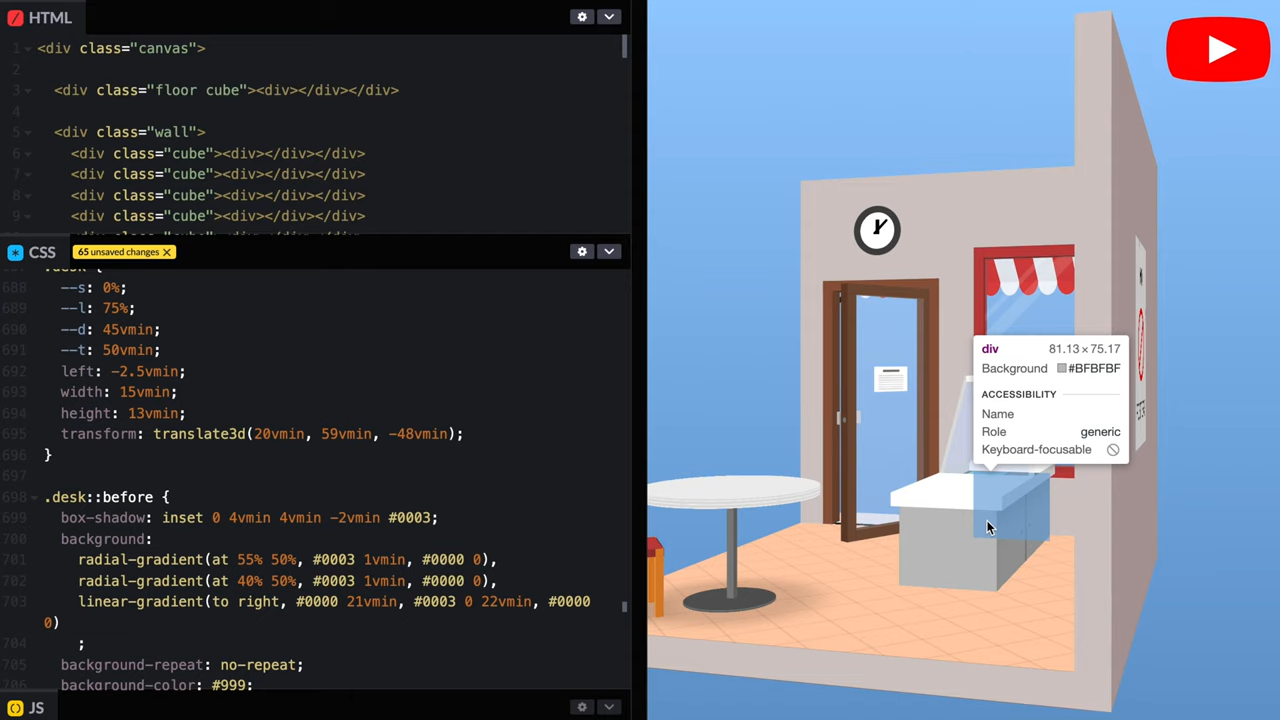 HTML
1 <div class="canvas">
2
3 <div class="floor cube"><div></div></div>
4
5 <div class="wall">
6 <div class="cube"><div></div></div>
7 <div class="cube"><div></div></div>
8 <div class="cube"><div></div></div>
9 <div class="cube"><div></div></div>
CSS 65 unsaved changes ×
.desk {
688 --s: 0%;
689 --l: 75%;
690 --d: 45vmin;
691 --t: 50vmin;
692 left: -2.5vmin;
693 width: 15vmin;
694 height: 13vmin;
695 transform: translate3d(20vmin, 59vmin, -48vmin);
696 }
697
698 .desk::before {
699 box-shadow: inset 0 4vmin 4vmin -2vmin #0003;
700 background:
701 radial-gradient(at 55% 50%, #0003 1vmin, #0000 0),
702 radial-gradient(at 40% 50%, #0003 1vmin, #0000 0),
703 linear-gradient(to right, #0000 21vmin, #0003 0 22vmin, #0000
0)
704 ;
705 background-repeat: no-repeat;
706 background-color: #999;
JS
div 81.13 × 75.17
Background #BFBFBF
ACCESSIBILITY
Name
Role generic
Keyboard-focusable